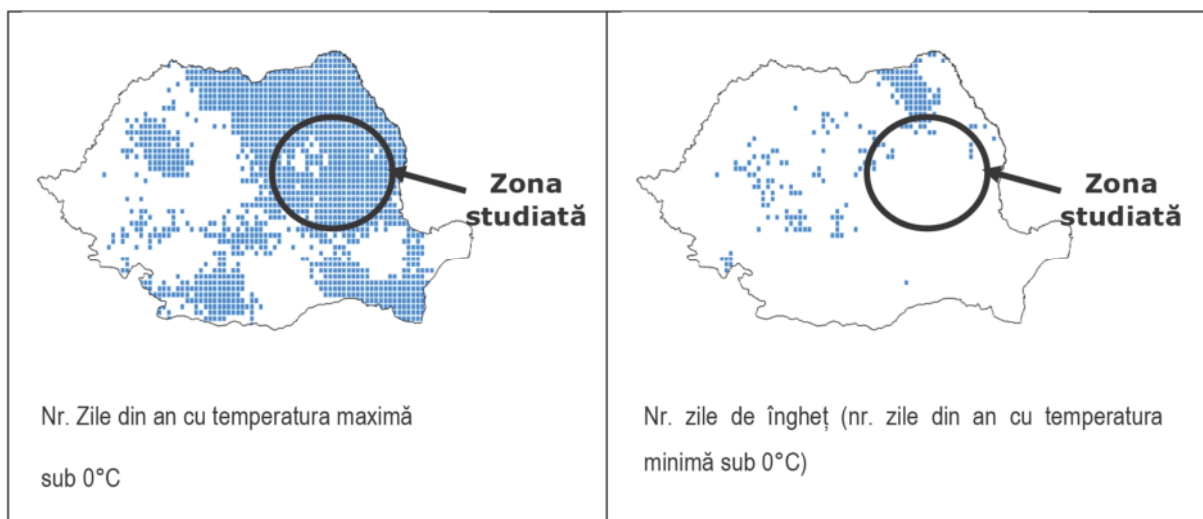 Zona
studiată
Zona
studiată
Nr. Zile din an cu temperatura maximă
sub 0°C
Nr. zile de îngheț (nr. zile din an cu temperatura
minimă sub 0°C)